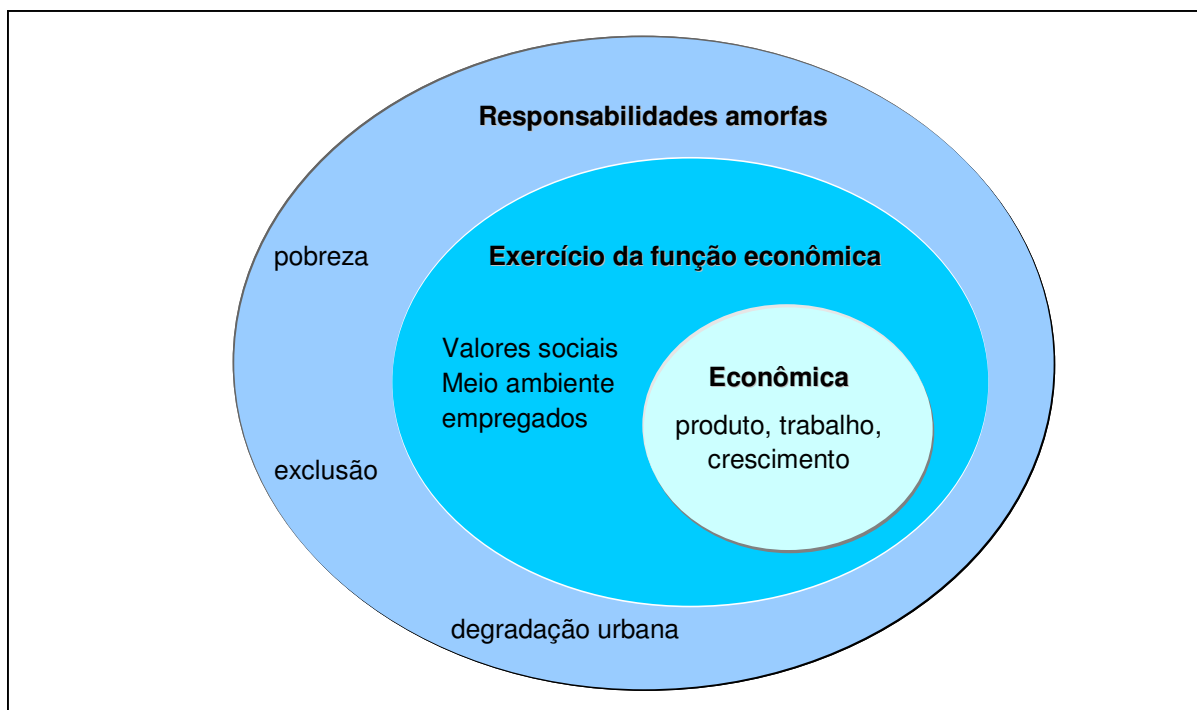 Responsabilidades amorfas
pobreza
Exercício da função econômica
Valores sociais
Meio ambiente
empregados
Econômica
produto, trabalho,
crescimento
exclusão
degradação urbana